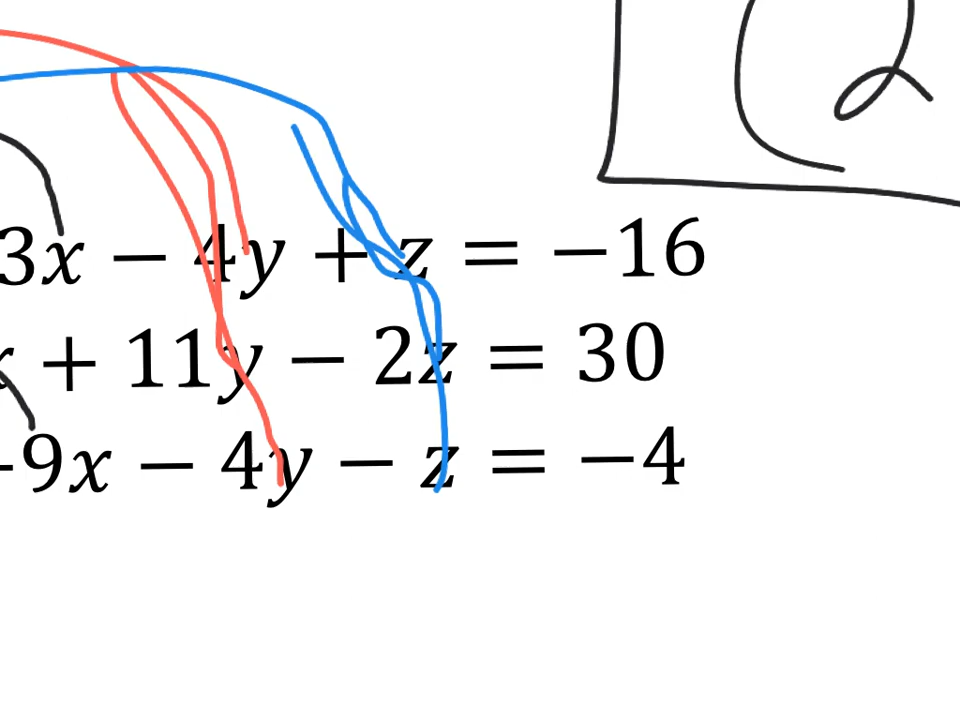 (2
3x − 4y + z = −16
x + 11y − 2z = 30
-9x − 4y − z = −4